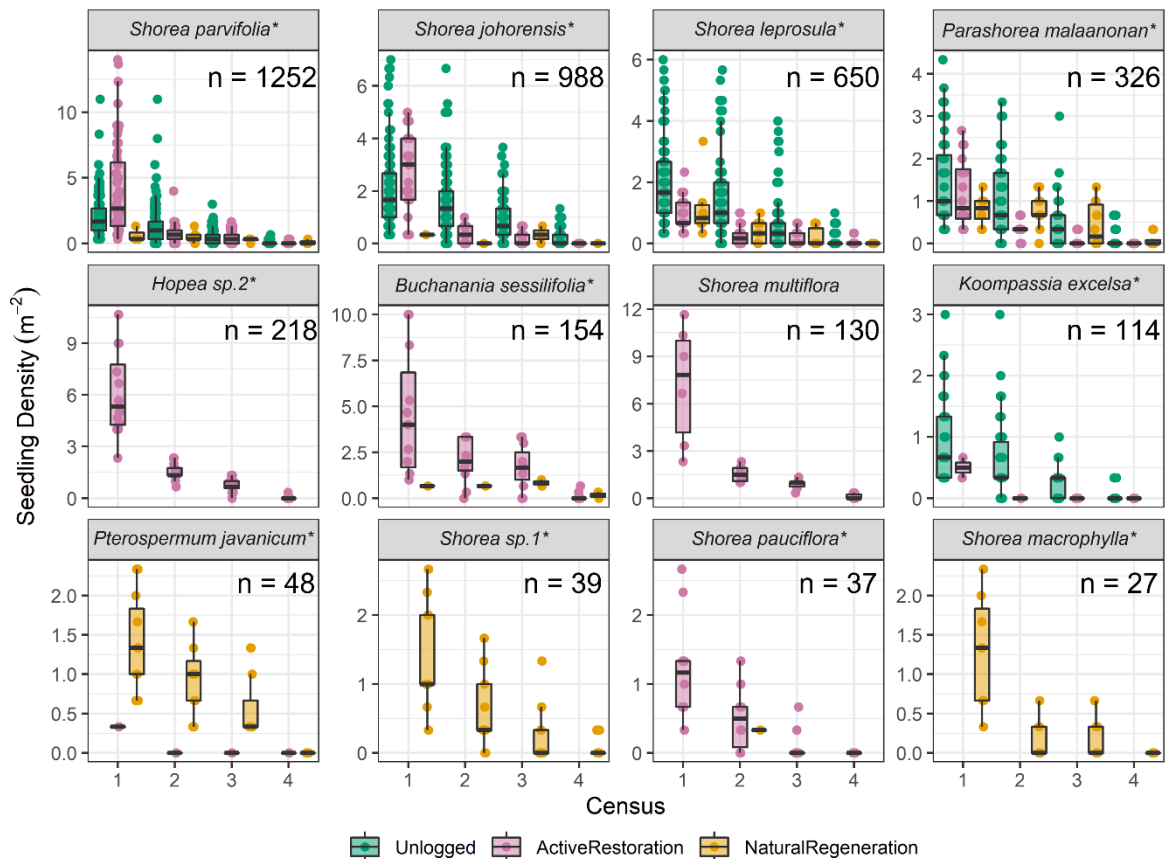 Shorea parvifolia*
Shorea johorensis*
Shorea leprosula*
Parashorea malaanonan*
n = 1252
n = 988
n = 650
n = 326
10
5
0
6
4
2
0
6
4
2
0
4
3
2
1
0
Hopea sp.2*
Buchanania sessilifolia*
Shorea multiflora
Koompassia excelsa*
n = 218
n = 154
n = 130
n = 114
9
6
3
0
10.0
7.5
5.0
2.5
0.0
12
9
6
3
0
3
2
1
0
Pterospermum javanicum*
Shorea sp.1*
Shorea pauciflora*
Shorea macrophylla*
n = 48
n = 39
n = 37
n = 27
2.0
1.5
1.0
0.5
0.0
2
1
0
2
1
0
2.0
1.5
1.0
0.5
0.0
1 2 3 4
1 2 3 4
1 2 3 4
1 2 3 4
Seedling Density (m⁻²)
Census
Unlogged ActiveRestoration NaturalRegeneration